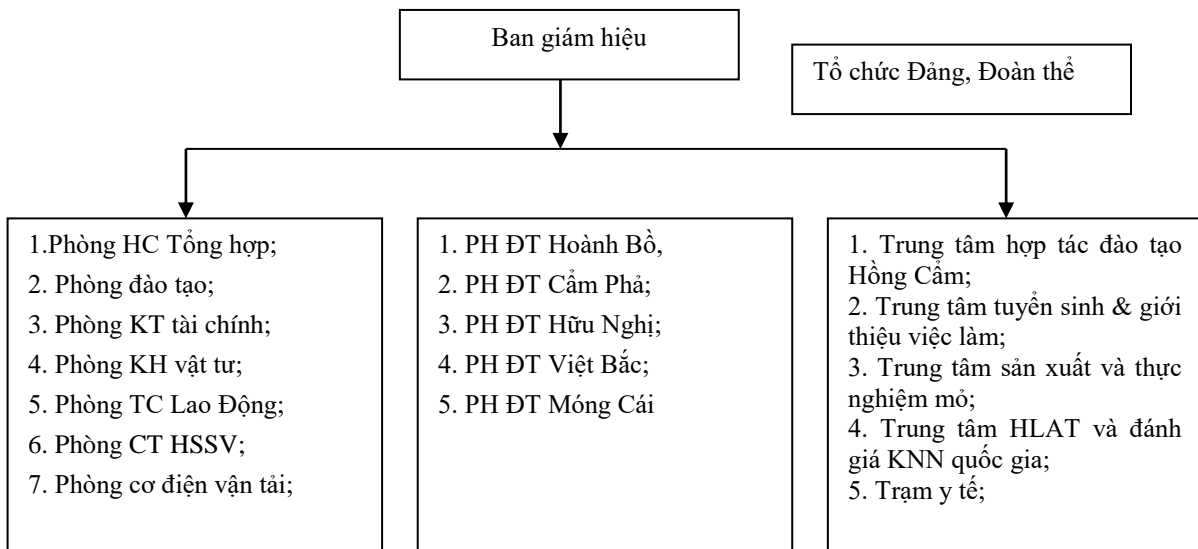 Ban giám hiệu
Tổ chức Đảng, Đoàn thể
1.Phòng HC Tổng hợp;
2. Phòng đào tạo;
3. Phòng KT tài chính;
4. Phòng KH vật tư;
5. Phòng TC Lao Động;
6. Phòng CT HSSV;
7. Phòng cơ điện vận tải;
1. PH ĐT Hoành Bồ,
2. PH ĐT Cẩm Phả;
3. PH ĐT Hữu Nghị;
4. PH ĐT Việt Bắc;
5. PH ĐT Móng Cái
1. Trung tâm hợp tác đào tạo
Hồng Cẩm;
2. Trung tâm tuyển sinh & giới
thiệu việc làm;
3. Trung tâm sản xuất và thực
nghiệm mỏ;
4. Trung tâm HLAT và đánh
giá KNN quốc gia;
5. Trạm y tế;